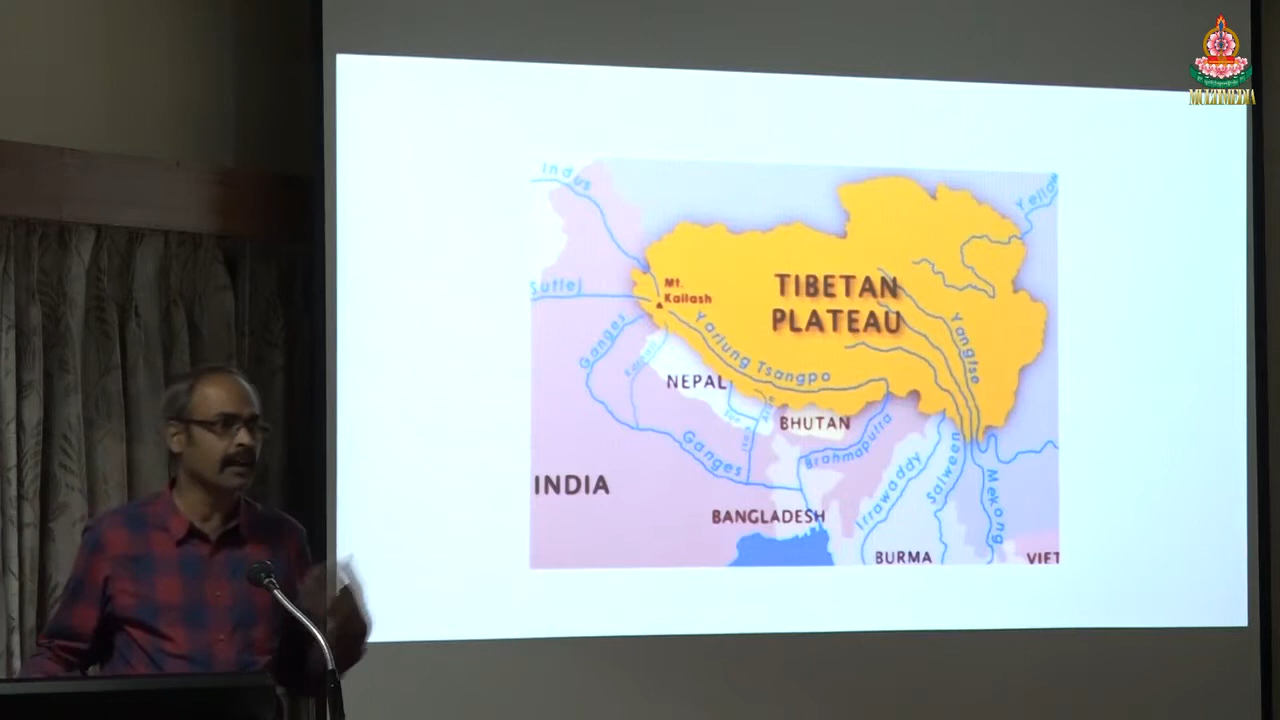 MULTIMEDIA
Indus
Yellow
Sutlej
Mt.
Kailash
TIBETAN
PLATEAU
Ganges
Yarlung Tsangpo
Yangtse
NEPAL
BHUTAN
Brahmaputra
Ganges
Irrawaddy
Salween
Mekong
INDIA
BANGLADESH
BURMA
VIET